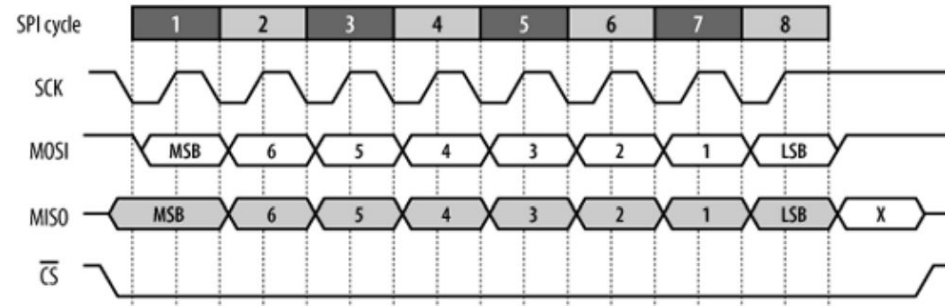 SPI cycle 1 2 3 4 5 6 7 8
SCK
MOSI MSB 6 5 4 3 2 1 LSB
MISO MSB 6 5 4 3 2 1 LSB X
C̅S̅